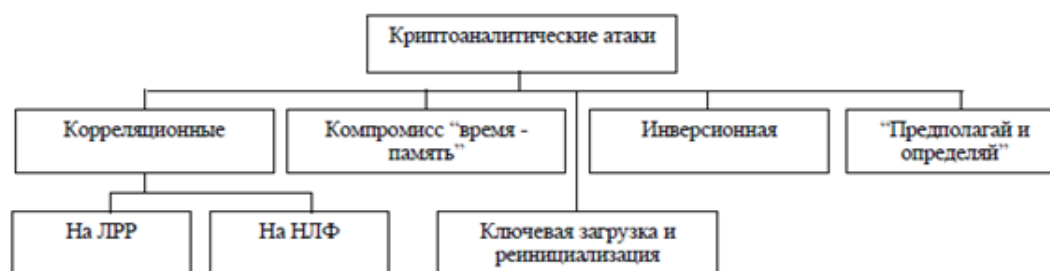 Криптоаналитические атаки
Корреляционные
Компромисс “время -
память”
Инверсионная
“Предполагай и
определяй”
На ЛРР
На НЛФ
Ключевая загрузка и
реинициализация